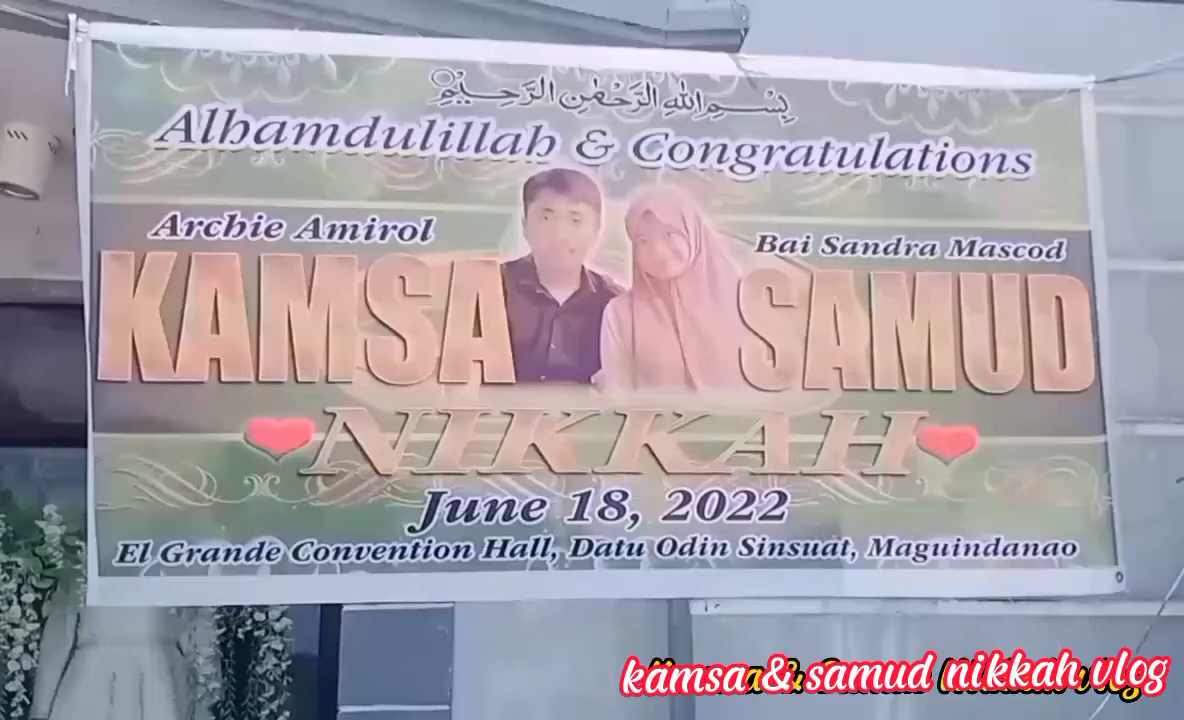 بِسْمِ اللهِ الرَّحْمٰنِ الرَّحِيْمِ
Alhamdulillah & Congratulations
Archie Amirol
Bai Sandra Mascod
KAMSA
SAMUD
NIKKAH
June 18, 2022
El Grande Convention Hall, Datu Odin Sinsuat, Maguindanao
kamsa & samud nikkah vlog